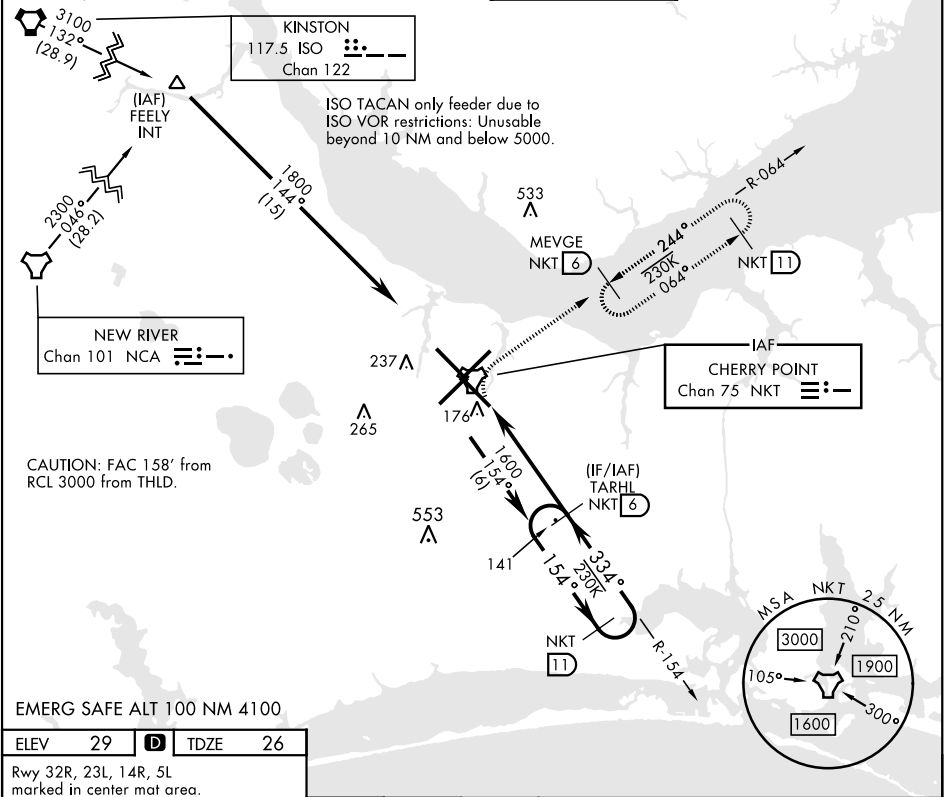 3100
132°
(28.9)
KINSTON
117.5 ISO
Chan 122
(IAF)
FEELY
INT
ISO TACAN only feeder due to
ISO VOR restrictions: Unusable
beyond 10 NM and below 5000.
2300
046°
(28.2)
1800
144°
(15)
533
MEVGE
NKT 6
R-064
244°
230K
064°
NKT 11
NEW RIVER
Chan 101 NCA
IAF
CHERRY POINT
Chan 75 NKT
237
265
176
CAUTION: FAC 158' from
RCL 3000 from THLD.
1600
154°
(6)
(IF/IAF)
TARHL
NKT 6
553
141
154°
334°
230K
NKT
11
R-154
MSA NKT 25 NM
3000
210°
105°
1900
1600
300°
EMERG SAFE ALT 100 NM 4100
ELEV 29 D TDZE 26
Rwy 32R, 23L, 14R, 5L
marked in center mat area.